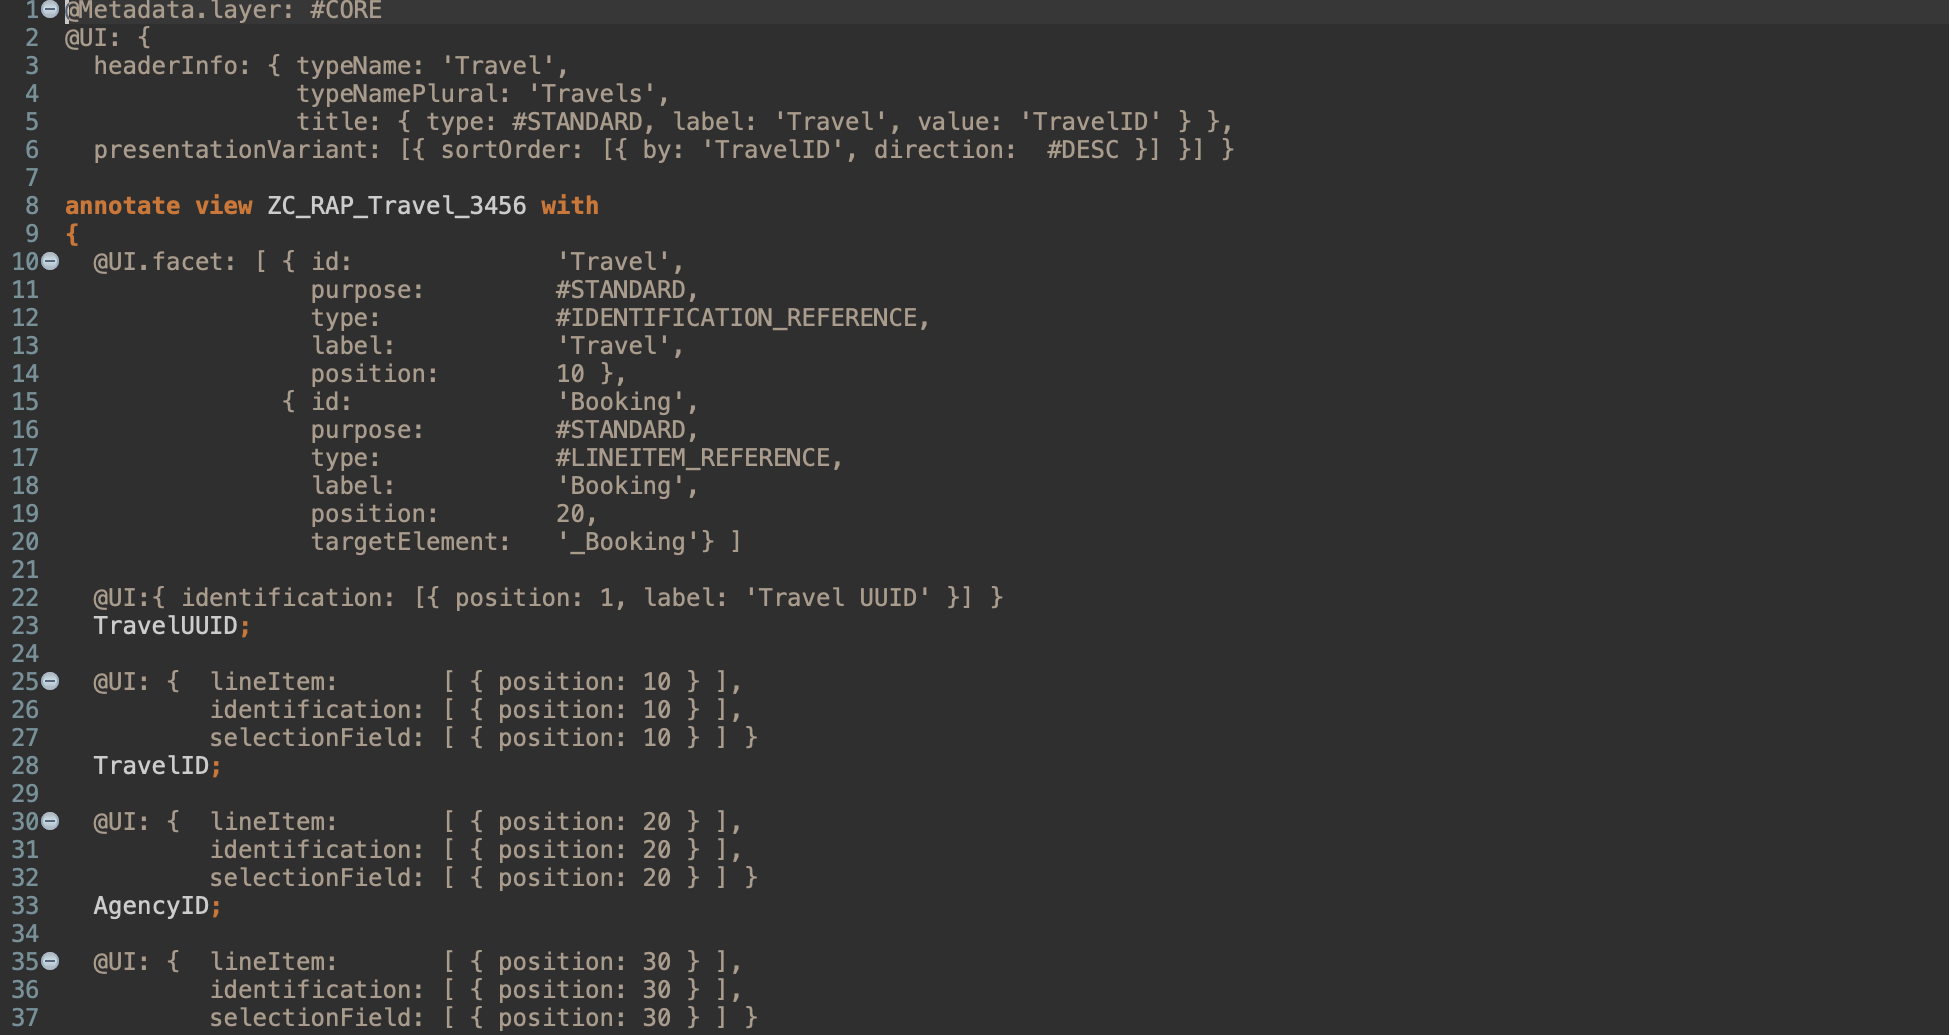 1 @Metadata.layer: #CORE
2 @UI: {
3   headerInfo: { typeName: 'Travel',
4                 typeNamePlural: 'Travels',
5                 title: { type: #STANDARD, label: 'Travel', value: 'TravelID' } },
6   presentationVariant: [{ sortOrder: [{ by: 'TravelID', direction:  #DESC }] }] }
7
8 annotate view ZC_RAP_Travel_3456 with
9 {
10   @UI.facet: [ { id:              'Travel',
11                  purpose:         #STANDARD,
12                  type:            #IDENTIFICATION_REFERENCE,
13                  label:           'Travel',
14                  position:        10 },
15                { id:              'Booking',
16                  purpose:         #STANDARD,
17                  type:            #LINEITEM_REFERENCE,
18                  label:           'Booking',
19                  position:        20,
20                  targetElement:   '_Booking'} ]
21
22   @UI:{ identification: [{ position: 1, label: 'Travel UUID' }] }
23   TravelUUID;
24
25   @UI: {  lineItem:       [ { position: 10 } ],
26           identification: [ { position: 10 } ],
27           selectionField: [ { position: 10 } ] }
28   TravelID;
29
30   @UI: {  lineItem:       [ { position: 20 } ],
31           identification: [ { position: 20 } ],
32           selectionField: [ { position: 20 } ] }
33   AgencyID;
34
35   @UI: {  lineItem:       [ { position: 30 } ],
36           identification: [ { position: 30 } ],
37           selectionField: [ { position: 30 } ] }